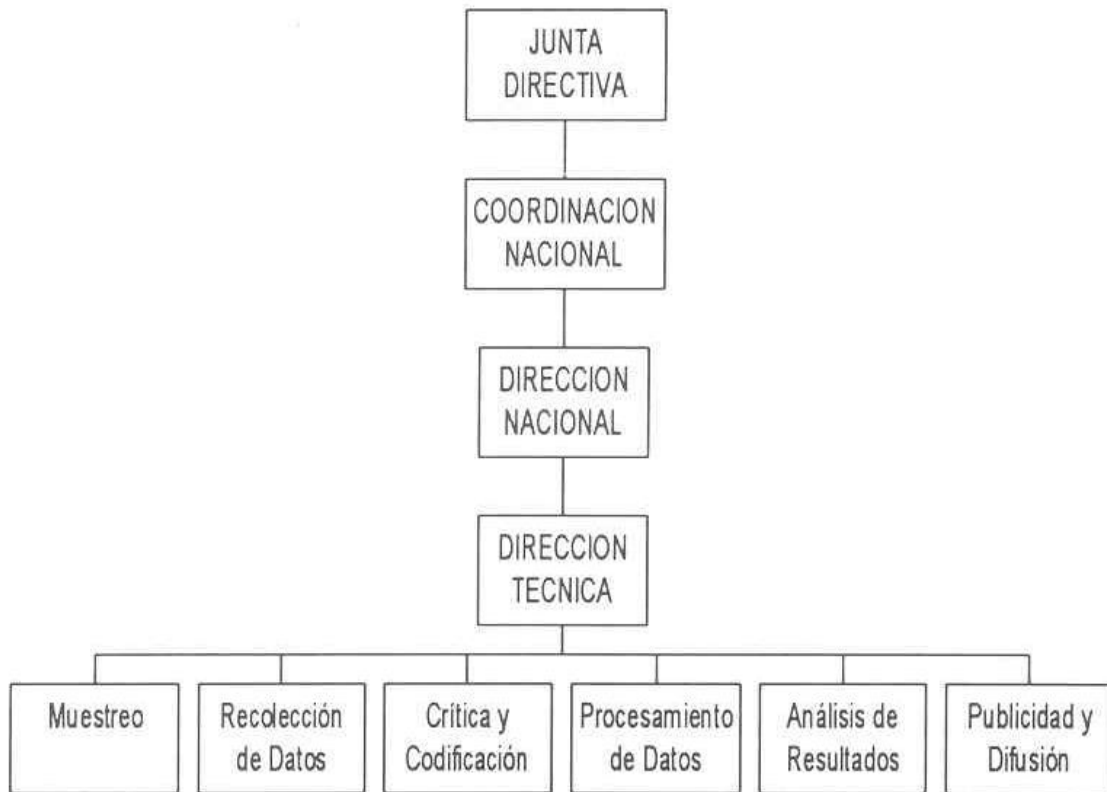 JUNTA
DIRECTIVA
COORDINACION
NACIONAL
DIRECCION
NACIONAL
DIRECCION
TECNICA
Muestreo
Recolección
de Datos
Crítica y
Codificación
Procesamiento
de Datos
Análisis de
Resultados
Publicidad y
Difusión